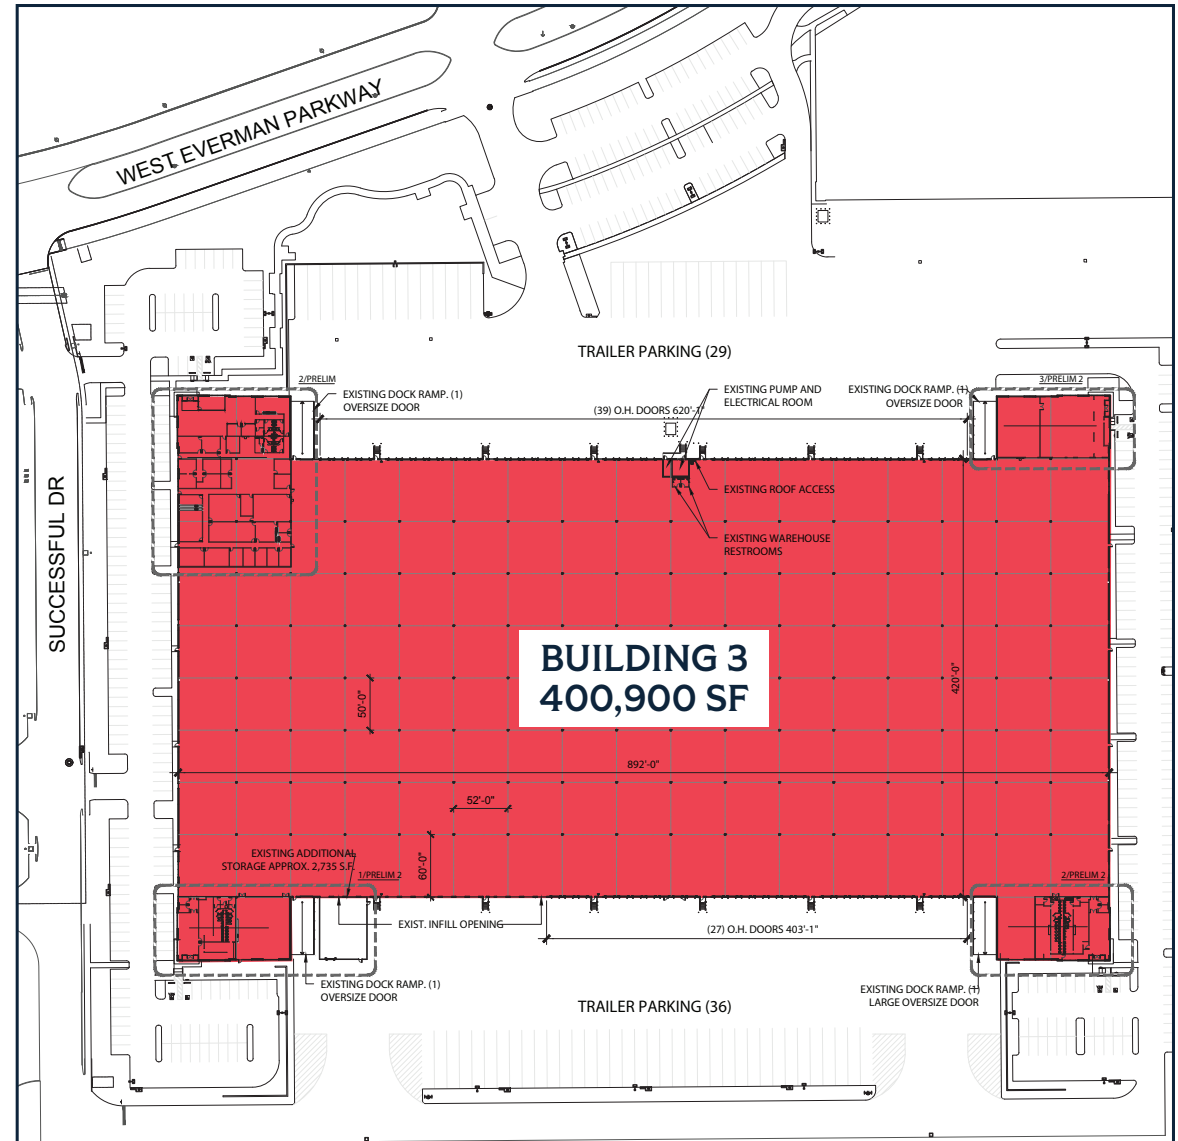 WEST EVERMAN PARKWAY
SUCCESSFUL DR
TRAILER PARKING (29)
2/PRELIM
EXISTING DOCK RAMP. (1)
OVERSIZE DOOR
(39) O.H. DOORS 620'-1"
EXISTING PUMP AND
ELECTRICAL ROOM
EXISTING DOCK RAMP. (1)
OVERSIZE DOOR
3/PRELIM 2
EXISTING ROOF ACCESS
EXISTING WAREHOUSE
RESTROOMS
BUILDING 3
400,900 SF
50'-0"
420'-0"
892'-0"
52'-0"
60'-0"
EXISTING ADDITIONAL
STORAGE APPROX. 2,735 S.F.
1/PRELIM 2
2/PRELIM 2
EXIST. INFILL OPENING
(27) O.H. DOORS 403'-1"
EXISTING DOCK RAMP. (1)
OVERSIZE DOOR
EXISTING DOCK RAMP. (1)
LARGE OVERSIZE DOOR
TRAILER PARKING (36)